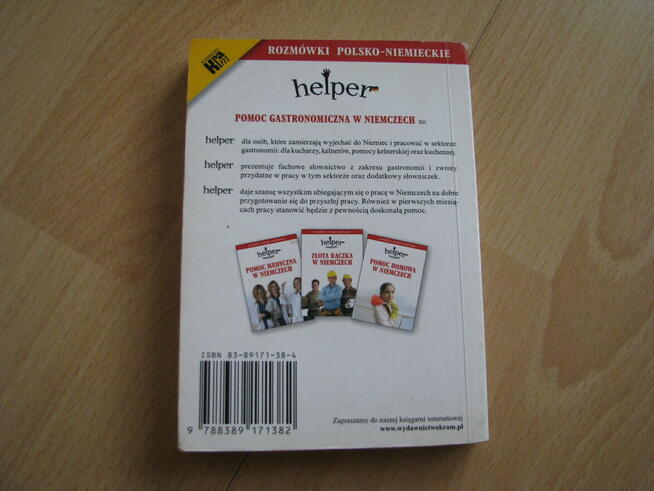 Kram
ROZMÓWKI POLSKO-NIEMIECKIE
helper
POMOC GASTRONOMICZNA W NIEMCZECH to:
helper dla osób, które zamierzają wyjechać do Niemiec i pracować w sektorze
gastronomii: dla kucharzy, kelnerów, pomocy kelnerskiej oraz kuchennej.
helper prezentuje fachowe słownictwo z zakresu gastronomii i zwroty
przydatne w pracy w tym sektorze oraz dodatkowy słowniczek.
helper daje szansę wszystkim ubiegającym się o pracę w Niemczech na dobre
przygotowanie się do przyszłej pracy. Również w pierwszych miesią-
cach pracy stanowić będzie z pewnością doskonałą pomoc.
helper
POMOC MEDYCZNA
W NIEMCZECH
helper
ZŁOTA RĄCZKA
W NIEMCZECH
helper
POMOC DOMOWA
W NIEMCZECH
ISBN 83-89171-38-4
9 788389 171382
Zapraszamy do naszej księgarni internetowej
www.wydawnictwokram.pl